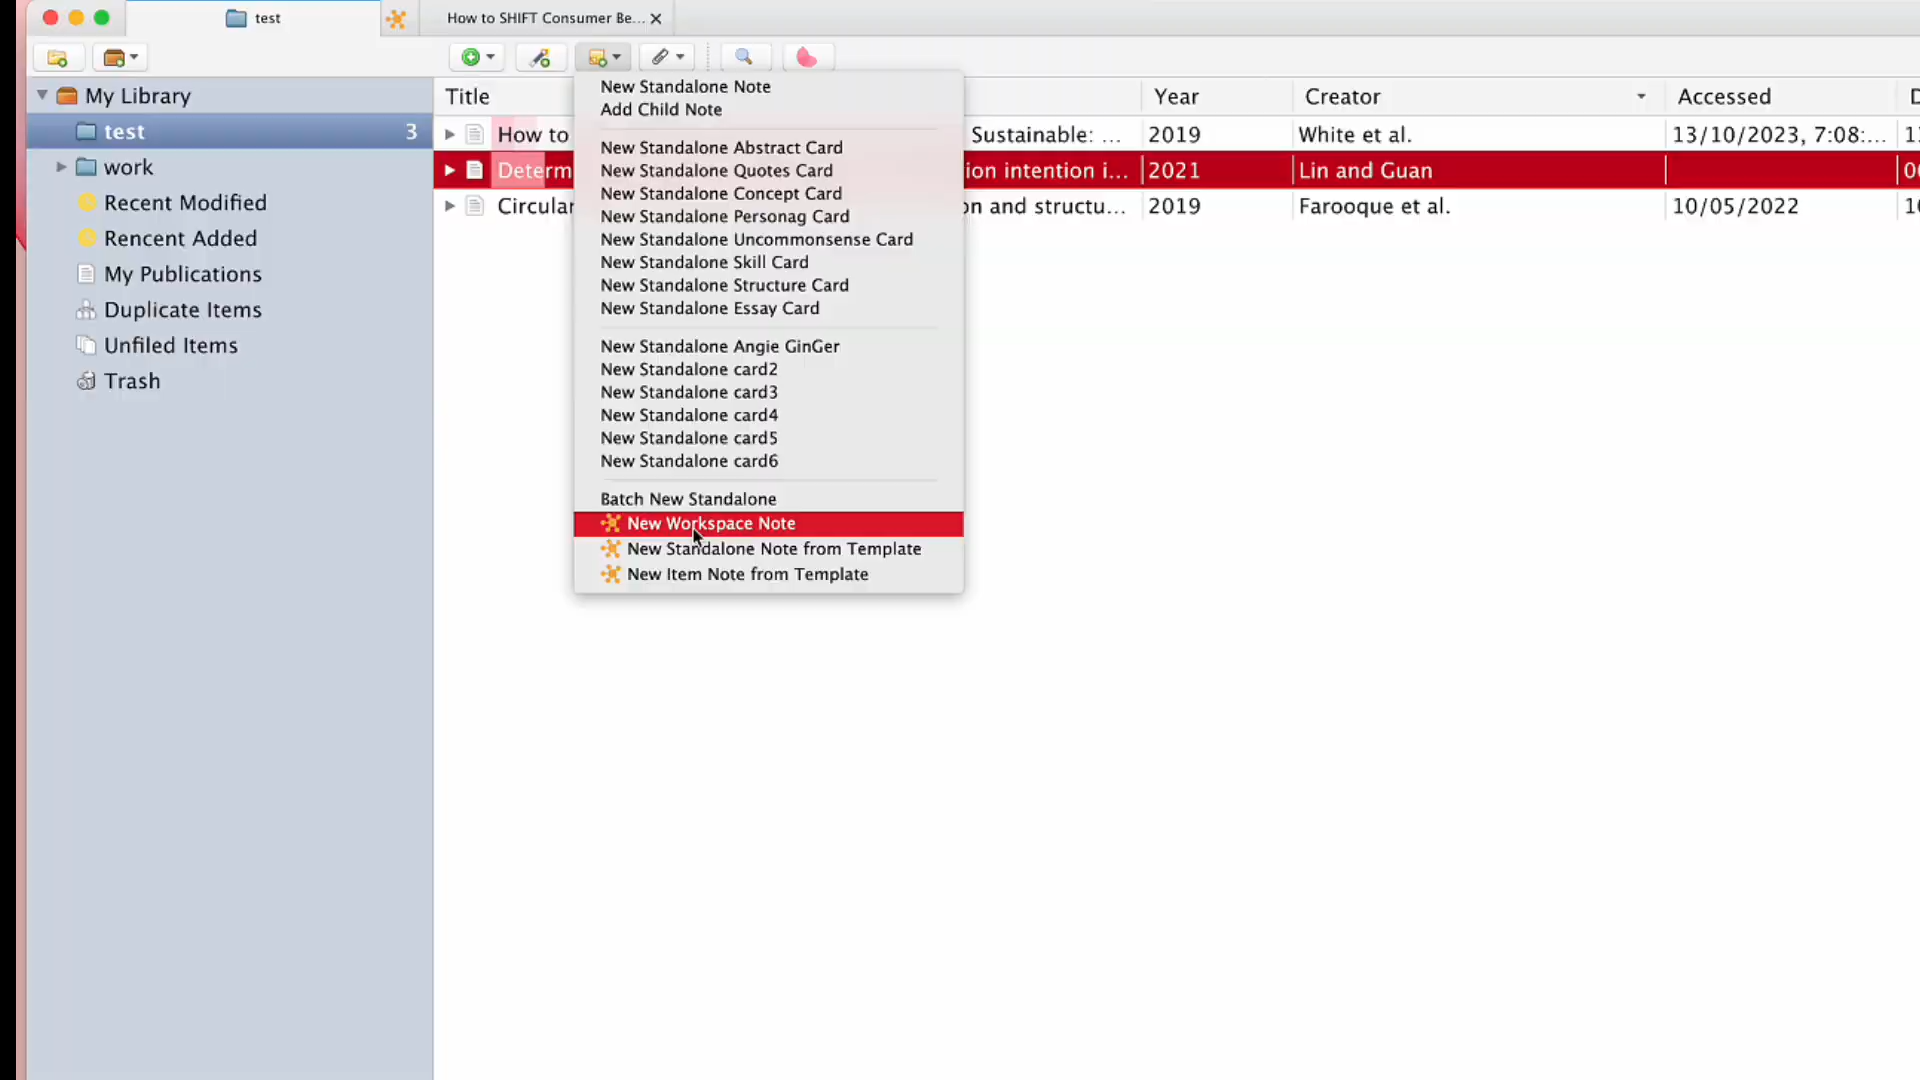 test
How to SHIFT Consumer Be...
My Library
test 3
work
Recent Modified
Rencent Added
My Publications
Duplicate Items
Unfiled Items
Trash
Title Year Creator Accessed
How to Sustainable: ... 2019 White et al. 13/10/2023, 7:08:...
Determ ion intention i... 2021 Lin and Guan
Circular on and structu... 2019 Farooque et al. 10/05/2022
New Standalone Note
Add Child Note
New Standalone Abstract Card
New Standalone Quotes Card
New Standalone Concept Card
New Standalone Personag Card
New Standalone Uncommonsense Card
New Standalone Skill Card
New Standalone Structure Card
New Standalone Essay Card
New Standalone Angie GinGer
New Standalone card2
New Standalone card3
New Standalone card4
New Standalone card5
New Standalone card6
Batch New Standalone
New Workspace Note
New Standalone Note from Template
New Item Note from Template